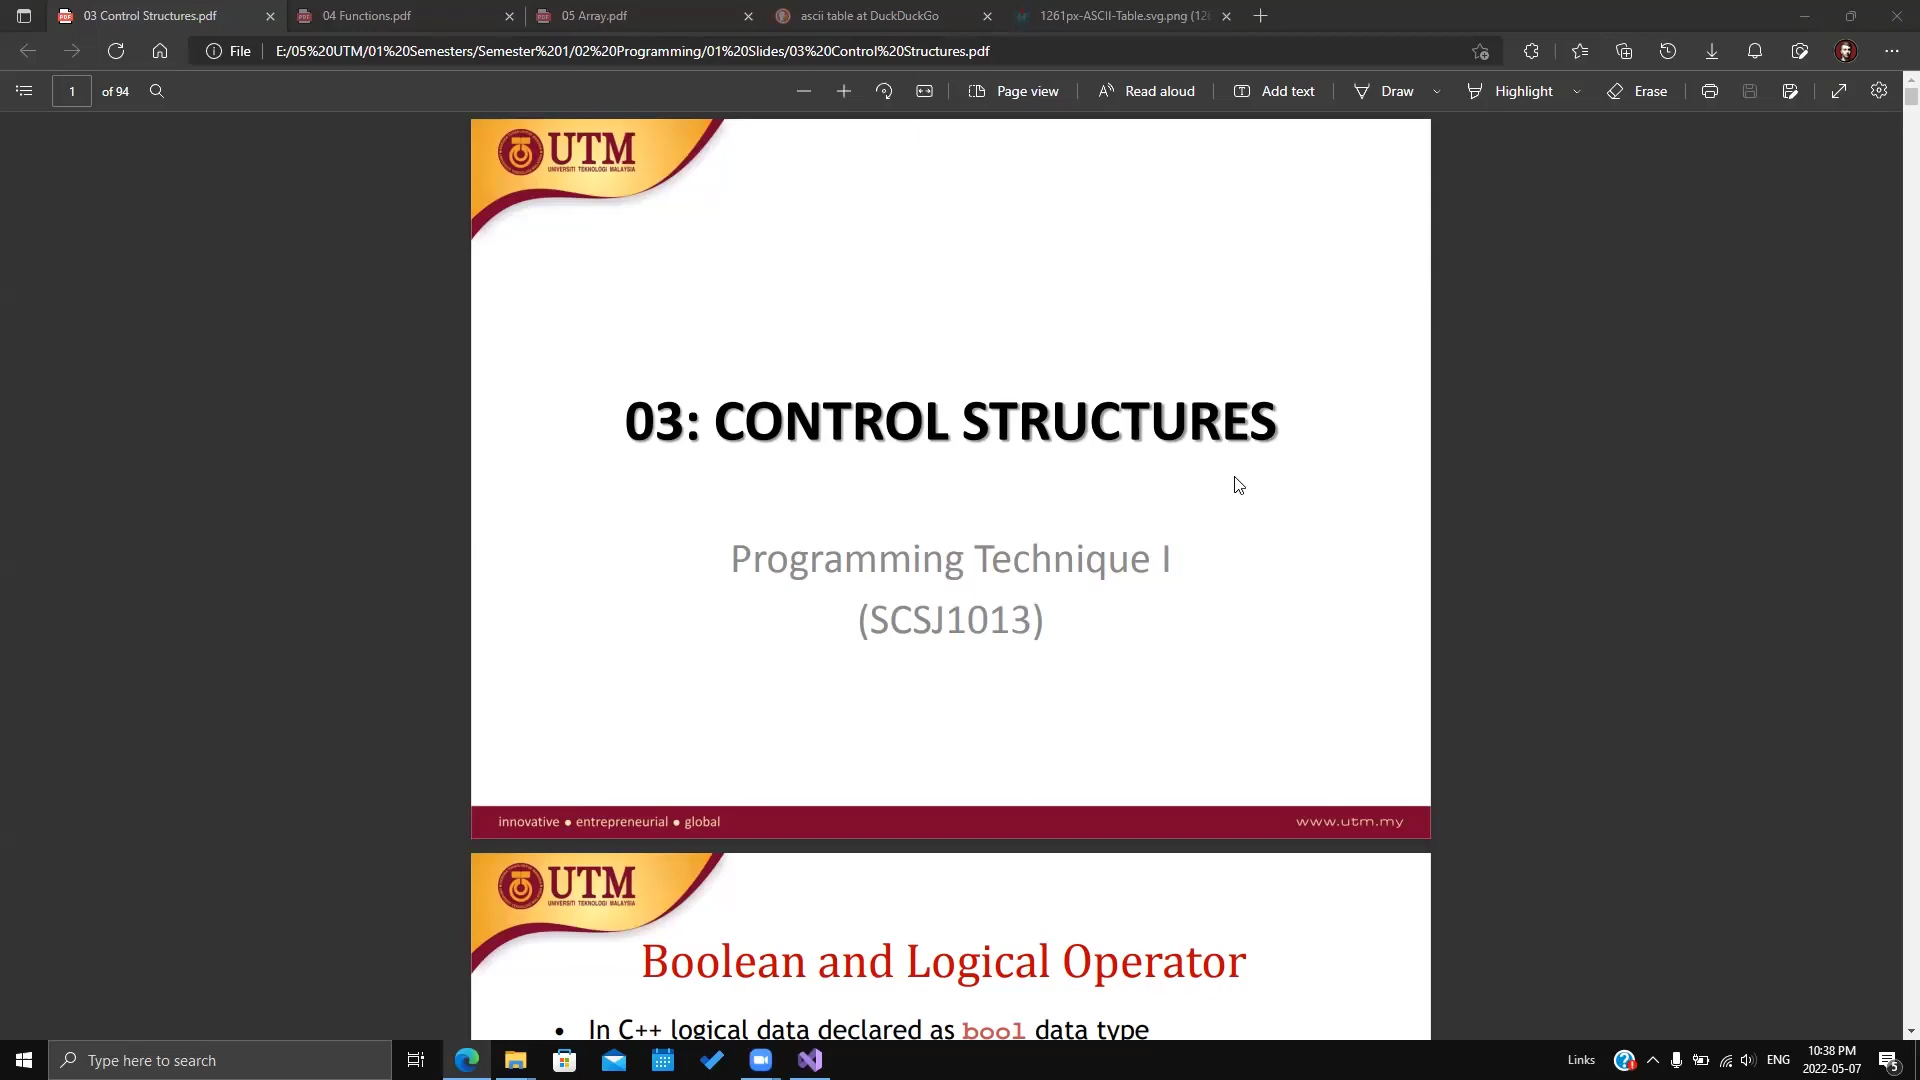 03 Control Structures.pdf
04 Functions.pdf
05 Array.pdf
ascii table at DuckDuckGo
1261px-ASCII-Table.svg.png (126
File
E:/05%20UTM/01%20Semesters/Semester%201/02%20Programming/01%20Slides/03%20Control%20Structures.pdf
1 of 94
Page view
Read aloud
Add text
Draw
Highlight
Erase
UTM
UNIVERSITI TEKNOLOGI MALAYSIA
03: CONTROL STRUCTURES
Programming Technique I
(SCSJ1013)
innovative ● entrepreneurial ● global
www.utm.my
UTM
UNIVERSITI TEKNOLOGI MALAYSIA
Boolean and Logical Operator
• In C++ logical data declared as bool data type
Type here to search
Links
ENG
10:38 PM
2022-05-07
5